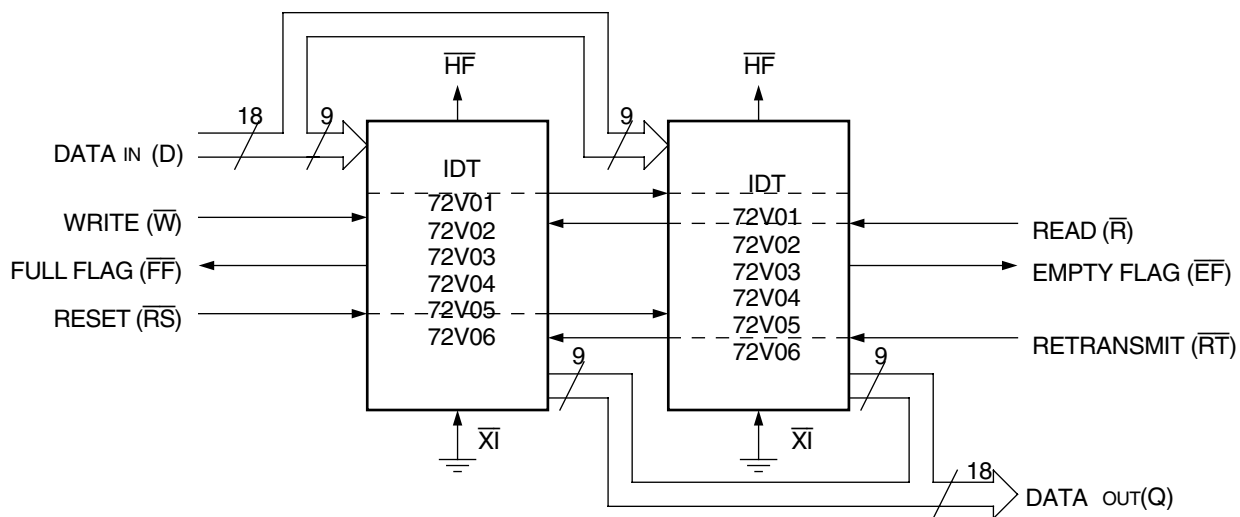 HF HF
18 9 9
DATA IN (D)
IDT IDT
72V01 72V01
WRITE (W) READ (R)
72V02 72V02
FULL FLAG (FF) 72V03 72V03 EMPTY FLAG (EF)
72V04 72V04
RESET (RS) 72V05 72V05
72V06 72V06 RETRANSMIT (RT)
9 9
XI XI
18
DATA OUT(Q)